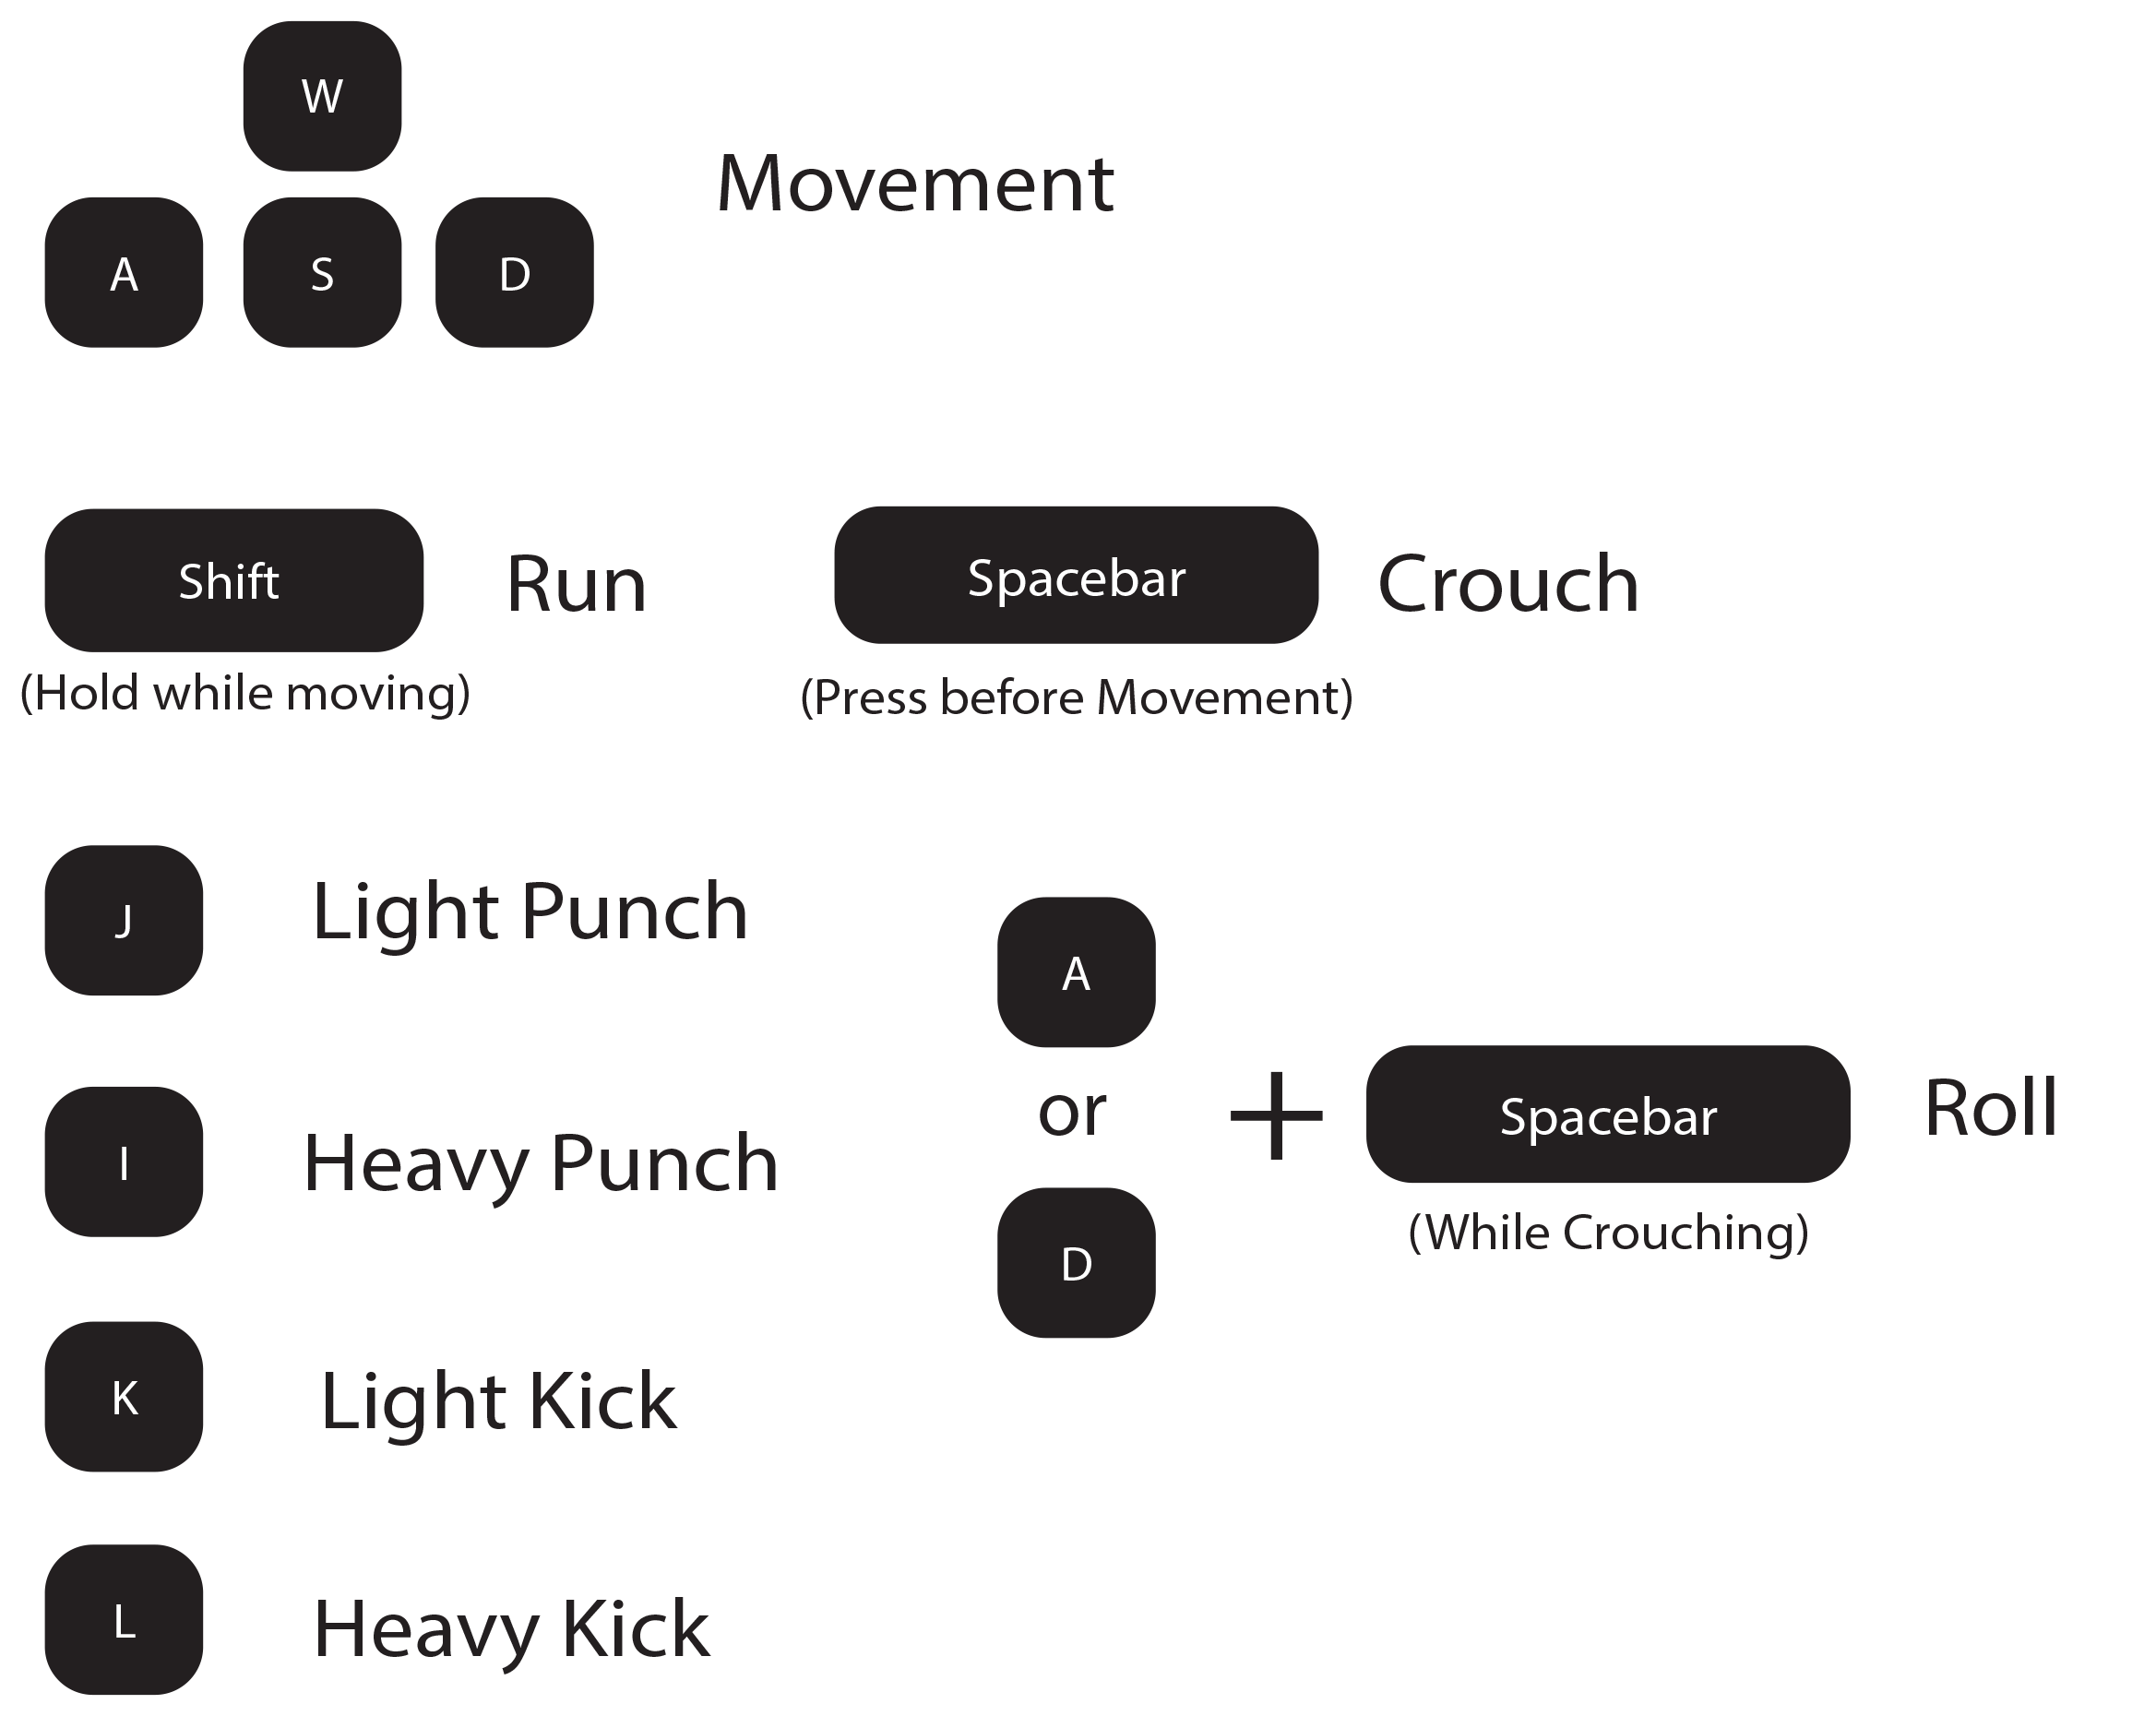 W
Movement
A S D
Shift Run Spacebar Crouch
(Hold while moving) (Press before Movement)
J Light Punch
A
I Heavy Punch
or + Spacebar Roll
(While Crouching)
D
K Light Kick
L Heavy Kick